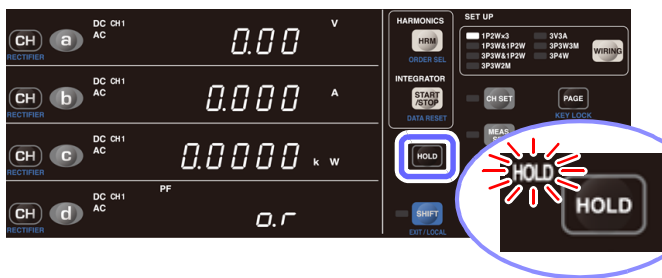 DC CH1
AC
V
CH a
0.00
RECTIFIER
DC CH1
AC
A
CH b
0.000
RECTIFIER
DC CH1
AC
CH c
0.0000 k W
RECTIFIER
DC CH1
AC
PF
CH d
o.r
RECTIFIER
HARMONICS
HRM
ORDER SEL
INTEGRATOR
START
/STOP
DATA RESET
HOLD
SHIFT
EXIT / LOCAL
SET UP
1P2W×3
1P3W&1P2W
3P3W&1P2W
3P3W2M
3V3A
3P3W3M
3P4W
WIRING
CH SET
PAGE
KEY LOCK
MEAS
HOLD
HOLD